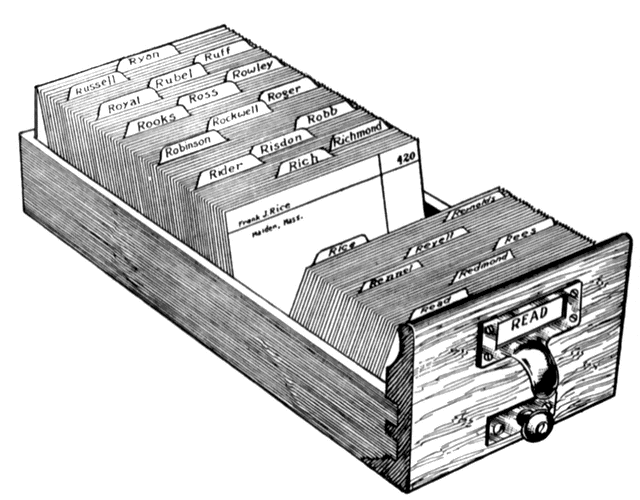 Ryon
Ruff
Russell
Rubel
Rowley
Royal
Ross
Roger
Rooks
Rockwell
Robb
Robinson
Risdon
Richmond
Rider
Rich
420
Frank J. Rice
Malden, Mass.
Reynolds
Rice
Revell
Rees
Rennel
Redmond
Read
READ